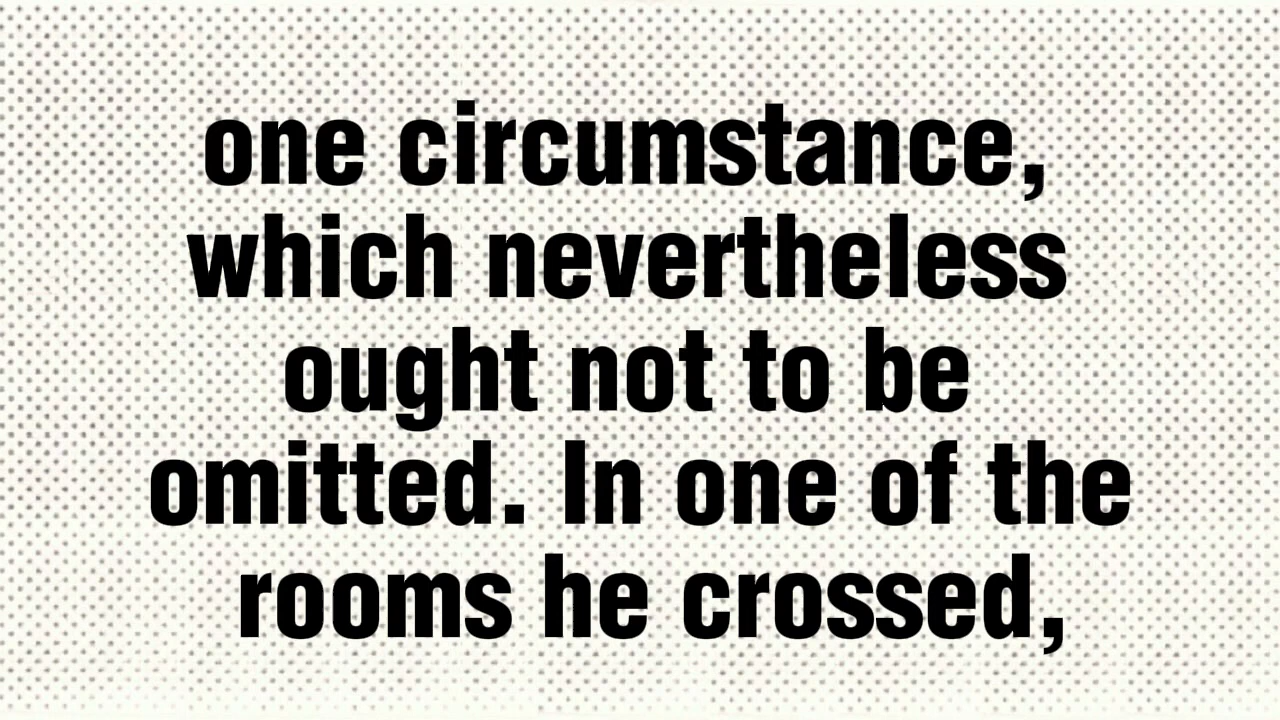 one circumstance,
which nevertheless
ought not to be
omitted. In one of the
rooms he crossed,